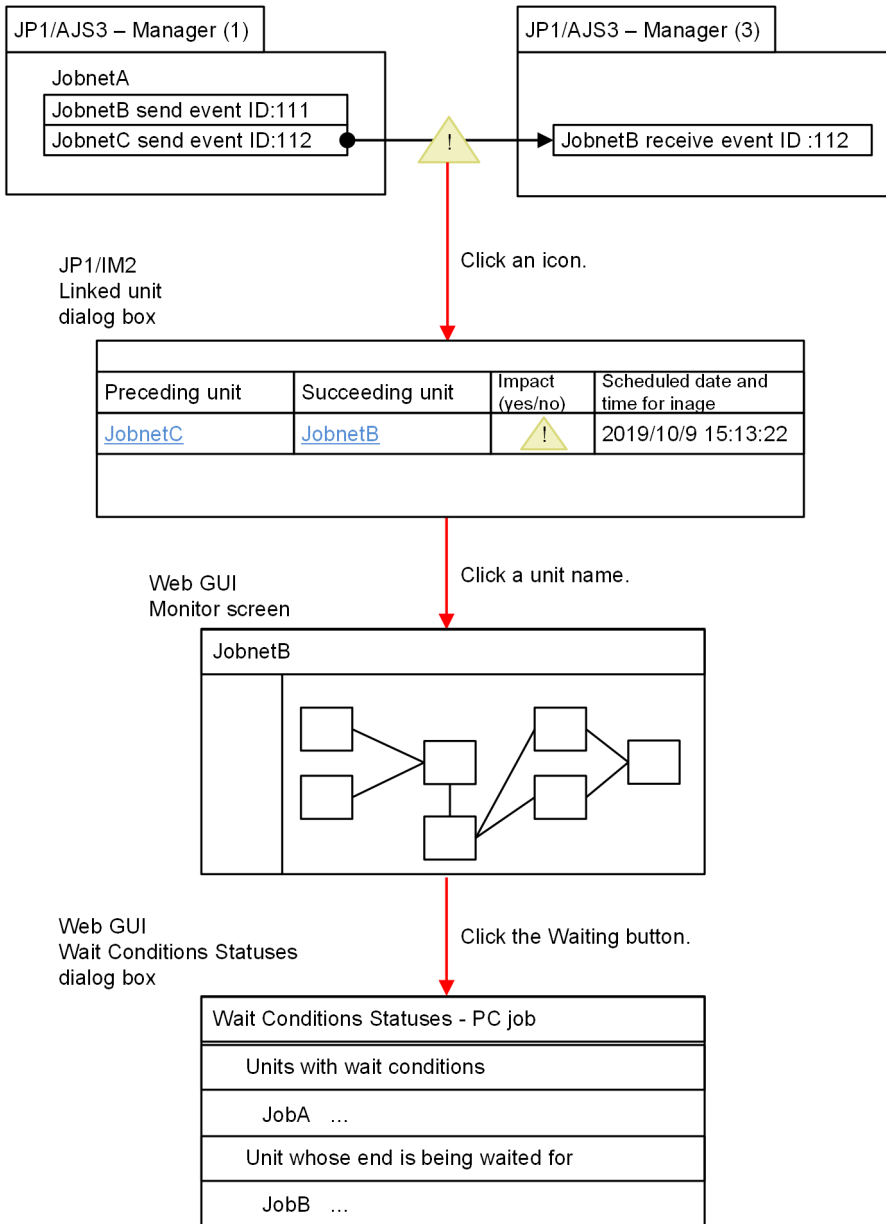 JP1/AJS3 – Manager (1)
JP1/AJS3 – Manager (3)
JobnetA
JobnetB send event ID:111
JobnetC send event ID:112
!
JobnetB receive event ID :112
Click an icon.
JP1/IM2
Linked unit
dialog box
Preceding unit
Succeeding unit
Impact
(yes/no)
Scheduled date and
time for inage
JobnetC
JobnetB
!
2019/10/9 15:13:22
Click a unit name.
Web GUI
Monitor screen
JobnetB
Web GUI
Wait Conditions Statuses
dialog box
Click the Waiting button.
Wait Conditions Statuses - PC job
Units with wait conditions
JobA ...
Unit whose end is being waited for
JobB ...